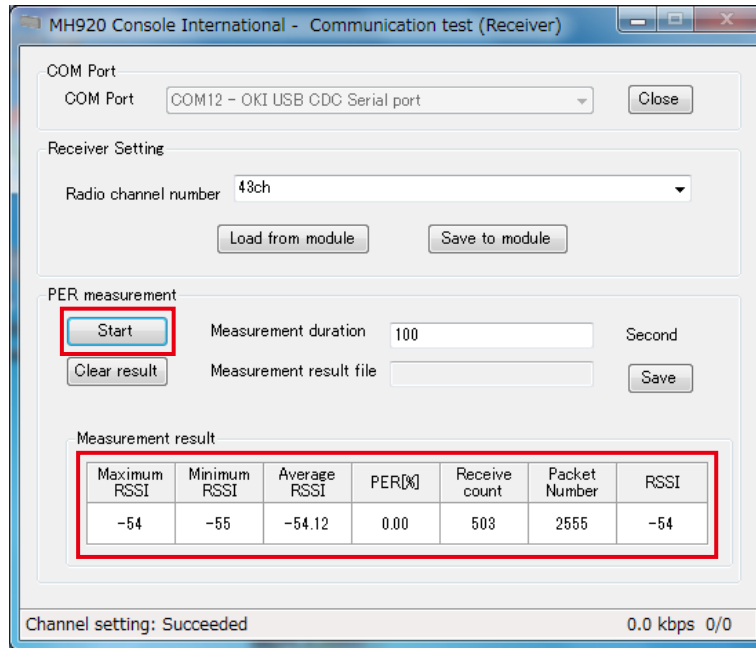 MH920 Console International - Communication test (Receiver)
COM Port
COM Port COM12 - OKI USB CDC Serial port Close
Receiver Setting
Radio channel number 43ch
Load from module Save to module
PER measurement
Start Measurement duration 100 Second
Clear result Measurement result file Save
Measurement result
Maximum RSSI Minimum RSSI Average RSSI PER[%] Receive count Packet Number RSSI
-54 -55 -54.12 0.00 503 2555 -54
Channel setting: Succeeded 0.0 kbps 0/0